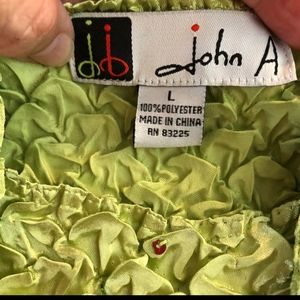 john A
L
100%POLYESTER
MADE IN CHINA
RN 83225